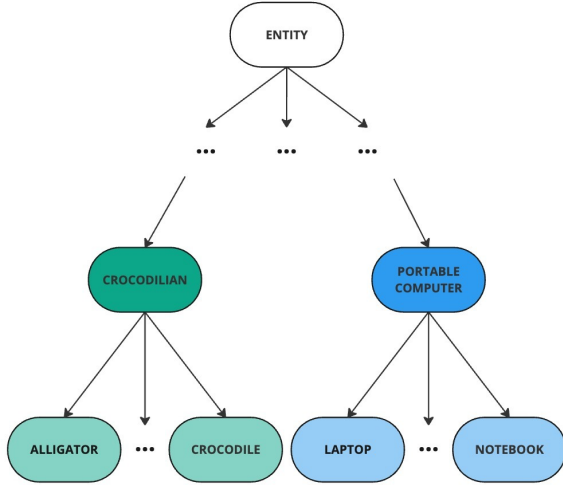 ENTITY
... ... ...
CROCODILIAN
PORTABLE
COMPUTER
ALLIGATOR ... CROCODILE LAPTOP ... NOTEBOOK